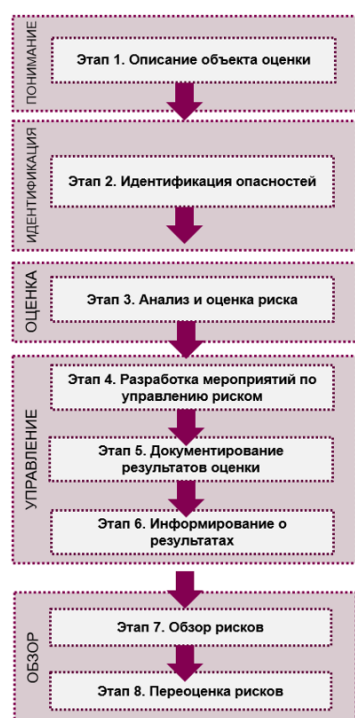 ПОНИМАНИЕ
Этап 1. Описание объекта оценки
ИДЕНТИФИКАЦИЯ
Этап 2. Идентификация опасностей
ОЦЕНКА
Этап 3. Анализ и оценка риска
УПРАВЛЕНИЕ
Этап 4. Разработка мероприятий по
управлению риском
Этап 5. Документирование
результатов оценки
Этап 6. Информирование о
результатах
ОБЗОР
Этап 7. Обзор рисков
Этап 8. Переоценка рисков